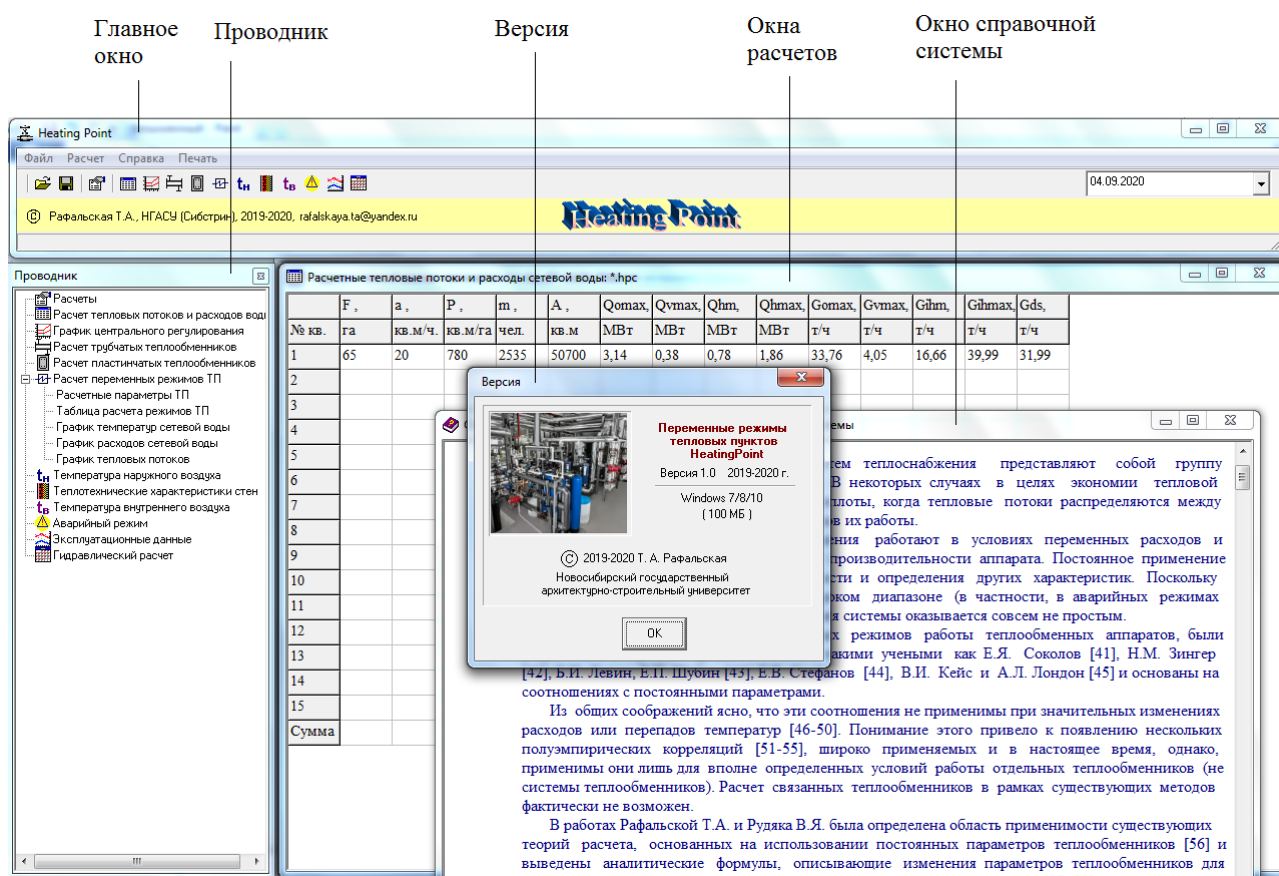 Главное
окно
Проводник
Версия
Окна
расчетов
Окно справочной
системы
Heating Point
Файл Расчет Справка Печать
tн tв
04.09.2020
© Рафальская Т.А., НГАСУ (Сибстрин), 2019-2020, rafalskaya.ta@yandex.ru
Heating Point
Проводник
Расчеты
Расчет тепловых потоков и расходов воды
График центрального регулирования
Расчет трубчатых теплообменников
Расчет пластинчатых теплообменников
Расчет переменных режимов ТП
Расчетные параметры ТП
Таблица расчета режимов ТП
График температур сетевой воды
График расходов сетевой воды
График тепловых потоков
tн Температура наружного воздуха
Теплотехнические характеристики стен
tв Температура внутреннего воздуха
Аварийный режим
Эксплуатационные данные
Гидравлический расчет
Расчетные тепловые потоки и расходы сетевой воды: *.hpc
F , a , P , m , A , Qomax, Qvmax, Qhm, Qhmax, Gomax, Gvmax, Gihm, Gihmax, Gds,
№ кв. га кв.м/ч. кв.м/га чел. кв.м МВт МВт МВт МВт т/ч т/ч т/ч т/ч т/ч
1 65 20 780 2535 50700 3,14 0,38 0,78 1,86 33,76 4,05 16,66 39,99 31,99
2
3
4
5
6
7
8
9
10
11
12
13
14
15
Сумма
Версия
Переменные режимы
тепловых пунктов
HeatingPoint
Версия 1.0 2019-2020 г.
Windows 7/8/10
( 100 МБ )
© 2019-2020 Т. А. Рафальская
Новосибирский государственный
архитектурно-строительный университет
OK
емы
ем теплоснабжения представляют собой группу
В некоторых случаях в целях экономии тепловой
плоты, когда тепловые потоки распределяются между
ов их работы.
ения работают в условиях переменных расходов и
производительности аппарата. Постоянное применение
сти и определения других характеристик. Поскольку
оком диапазоне (в частности, в аварийных режимах
я системы оказывается совсем не простым.
х режимов работы теплообменных аппаратов, были
акими учеными как Е.Я. Соколов [41], Н.М. Зингер
[42], Б.И. Левин, Е.П. Шубин [43], Е.В. Стефанов [44], В.И. Кейс и А.Л. Лондон [45] и основаны на
соотношениях с постоянными параметрами.
Из общих соображений ясно, что эти соотношения не применимы при значительных изменениях
расходов или перепадов температур [46-50]. Понимание этого привело к появлению нескольких
полуэмпирических корреляций [51-55], широко применяемых и в настоящее время, однако,
применимы они лишь для вполне определенных условий работы отдельных теплообменников (не
системы теплообменников). Расчет связанных теплообменников в рамках существующих методов
фактически не возможен.
В работах Рафальской Т.А. и Рудяка В.Я. была определена область применимости существующих
теорий расчета, основанных на использовании постоянных параметров теплообменников [56] и
выведены аналитические формулы, описывающие изменения параметров теплообменников для